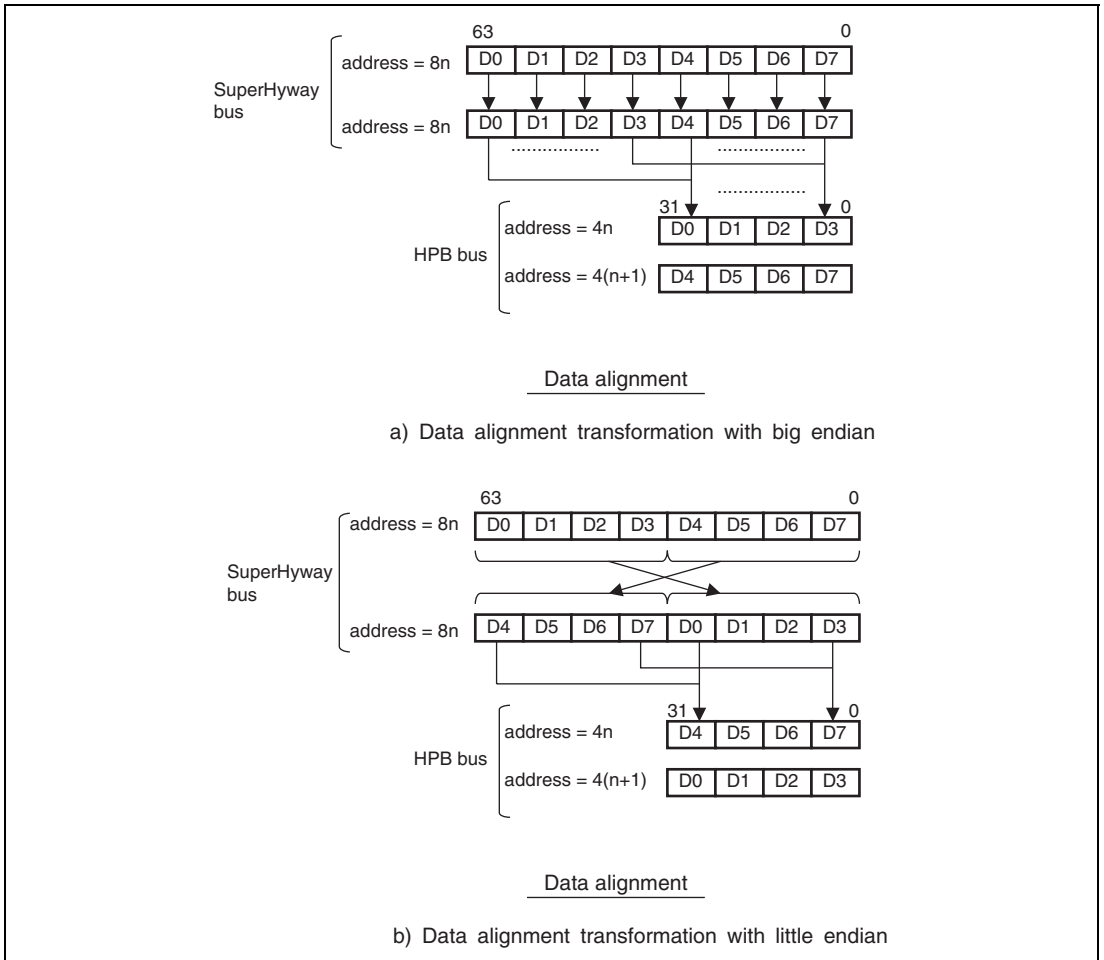 63 0
address = 8n D0 D1 D2 D3 D4 D5 D6 D7
SuperHyway
bus
address = 8n D0 D1 D2 D3 D4 D5 D6 D7
31 0
address = 4n D0 D1 D2 D3
HPB bus
address = 4(n+1) D4 D5 D6 D7
Data alignment
a) Data alignment transformation with big endian
63 0
address = 8n D0 D1 D2 D3 D4 D5 D6 D7
SuperHyway
bus
address = 8n D4 D5 D6 D7 D0 D1 D2 D3
31 0
address = 4n D4 D5 D6 D7
HPB bus
address = 4(n+1) D0 D1 D2 D3
Data alignment
b) Data alignment transformation with little endian